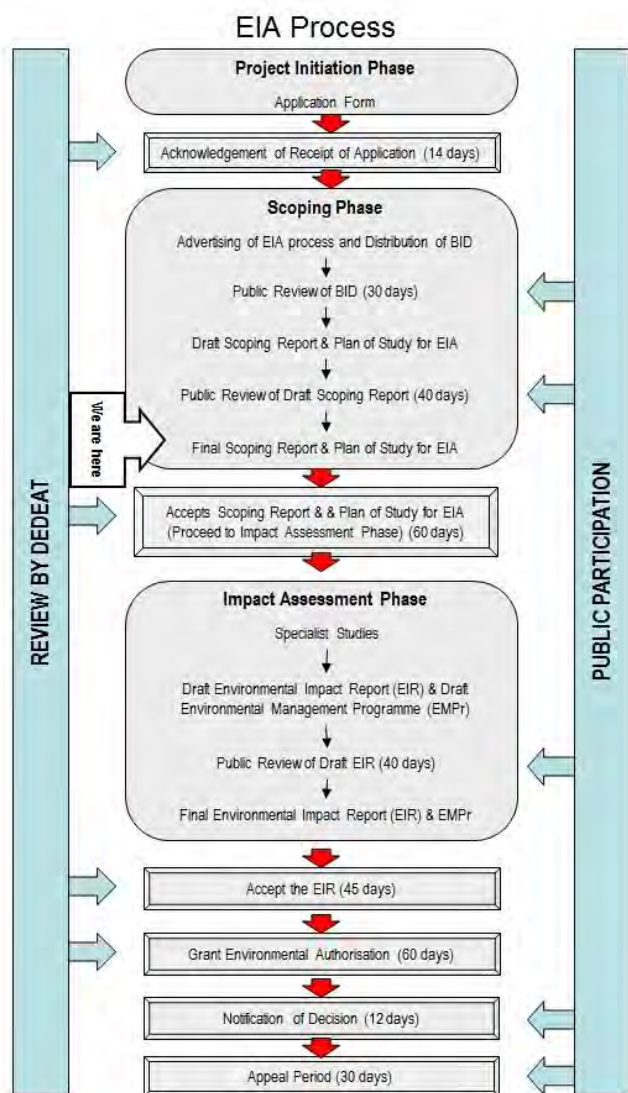 EIA Process
Project Initiation Phase
Application Form
Acknowledgement of Receipt of Application (14 days)
Scoping Phase
Advertising of EIA process and Distribution of BID
Public Review of BID (30 days)
Draft Scoping Report & Plan of Study for EIA
Public Review of Draft Scoping Report (40 days)
We are here
Final Scoping Report & Plan of Study for EIA
Accepts Scoping Report & & Plan of Study for EIA
(Proceed to Impact Assessment Phase) (60 days)
REVIEW BY DEDEAT
PUBLIC PARTICIPATION
Impact Assessment Phase
Specialist Studies
Draft Environmental Impact Report (EIR) & Draft
Environmental Management Programme (EMPr)
Public Review of Draft EIR (40 days)
Final Environmental Impact Report (EIR) & EMPr
Accept the EIR (45 days)
Grant Environmental Authorisation (60 days)
Notification of Decision (12 days)
Appeal Period (30 days)